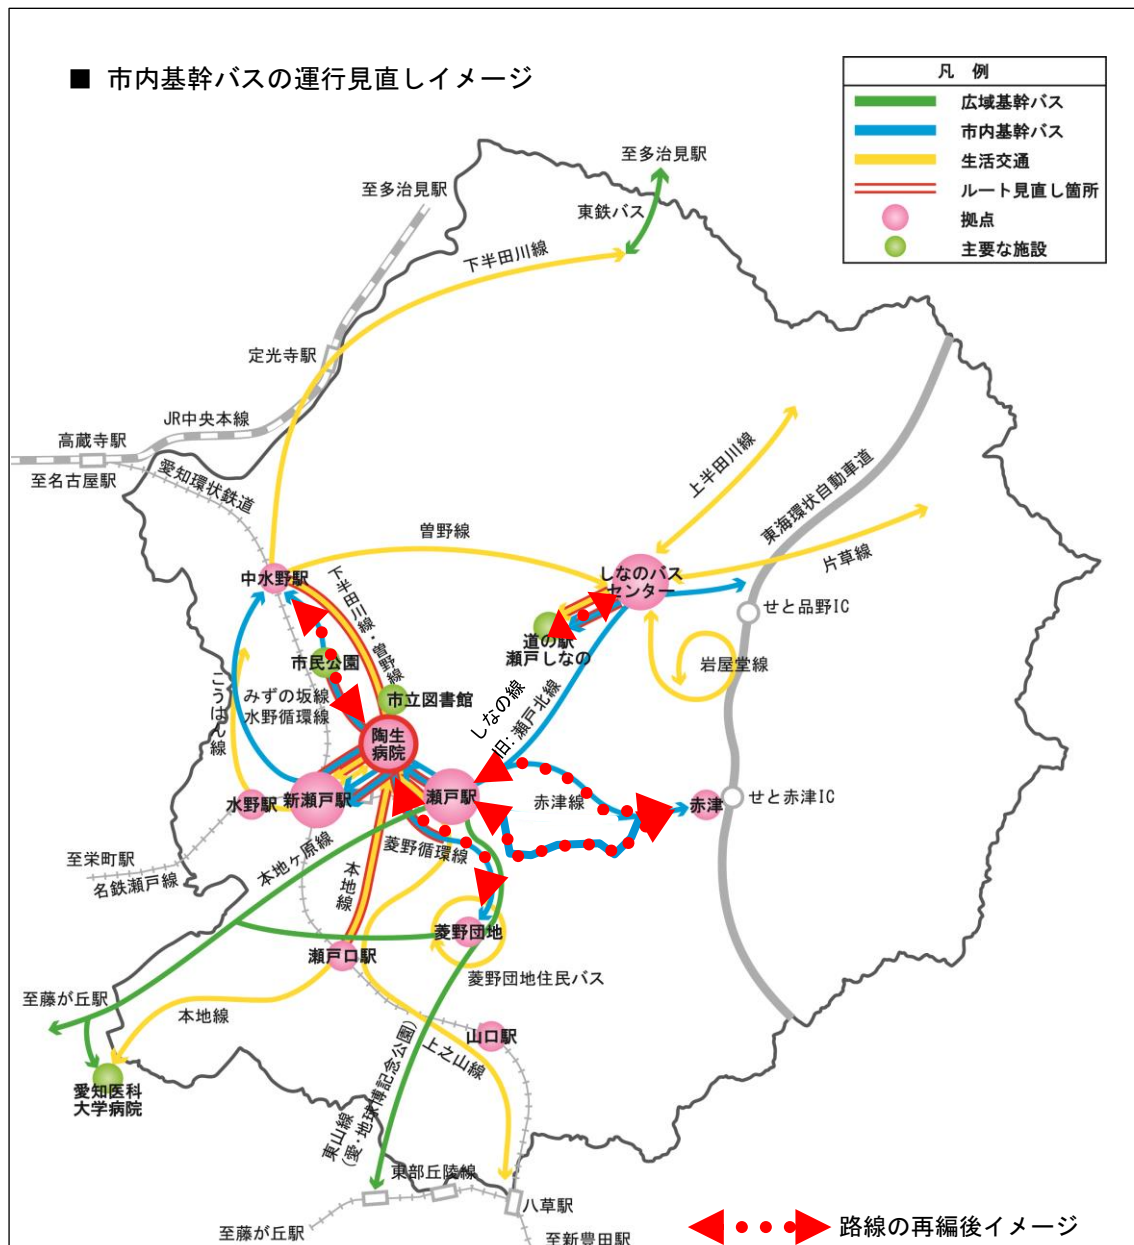 ■ 市内基幹バスの運行見直しイメージ
凡 例
広域基幹バス
市内基幹バス
生活交通
ルート見直し箇所
拠点
主要な施設
至多治見駅
至多治見駅
東鉄バス
下半田川線
定光寺駅
JR中央本線
高蔵寺駅
至名古屋駅
愛知環状鉄道
上半田川線
東海環状自動車道
片草線
曽野線
中水野駅
下半田川線・曽野線
しなのバス
センター
せと品野IC
道の駅
瀬戸しなの
岩屋堂線
市民公園
みずの坂線
水野循環線
市立図書館
こうはん線
しなの線
旧:瀬戸北線
陶生
病院
水野駅
新瀬戸駅
瀬戸駅
赤津線
赤津
せと赤津IC
至栄町駅
名鉄瀬戸線
本地ヶ原線
本地線
菱野循環線
菱野団地
瀬戸口駅
菱野団地住民バス
至藤が丘駅
本地線
山口駅
上之山線
愛知医科
大学病院
東山線
(愛・地球博記念公園)
東部丘陵線
八草駅
至藤が丘駅
至新豊田駅
路線の再編後イメージ